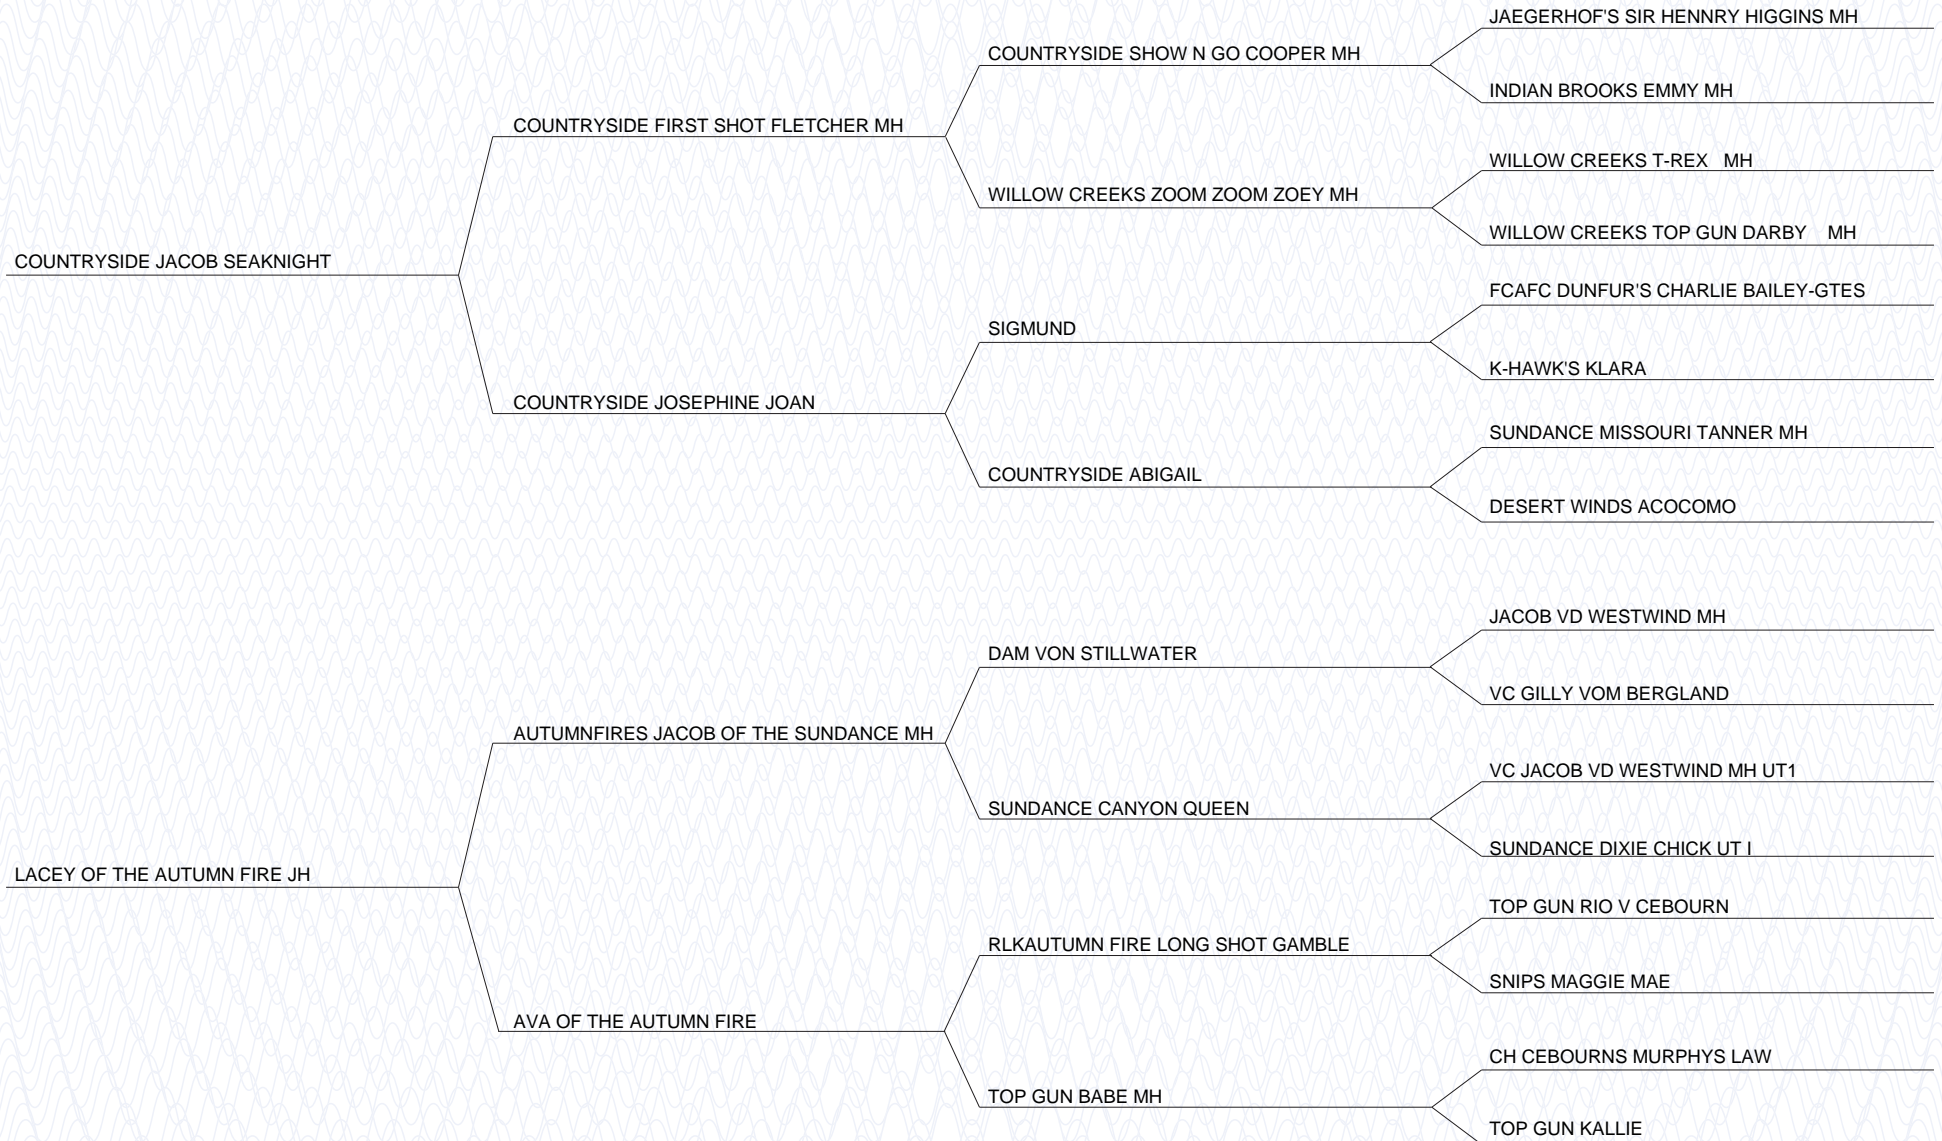 JAEGERHOF'S SIR HENNRY HIGGINS MH
COUNTRYSIDE SHOW N GO COOPER MH
INDIAN BROOKS EMMY MH
COUNTRYSIDE FIRST SHOT FLETCHER MH
WILLOW CREEKS T-REX MH
WILLOW CREEKS ZOOM ZOOM ZOEY MH
WILLOW CREEKS TOP GUN DARBY MH
COUNTRYSIDE JACOB SEAKNIGHT
FCAFC DUNFUR'S CHARLIE BAILEY-GTES
SIGMUND
K-HAWK'S KLARA
COUNTRYSIDE JOSEPHINE JOAN
SUNDANCE MISSOURI TANNER MH
COUNTRYSIDE ABIGAIL
DESERT WINDS ACOCOMO
JACOB VD WESTWIND MH
DAM VON STILLWATER
VC GILLY VOM BERGLAND
AUTUMNFIRES JACOB OF THE SUNDANCE MH
VC JACOB VD WESTWIND MH UT1
SUNDANCE CANYON QUEEN
SUNDANCE DIXIE CHICK UT I
LACEY OF THE AUTUMN FIRE JH
TOP GUN RIO V CEBOURN
RLKAUTUMN FIRE LONG SHOT GAMBLE
SNIPS MAGGIE MAE
AVA OF THE AUTUMN FIRE
CH CEBOURNS MURPHYS LAW
TOP GUN BABE MH
TOP GUN KALLIE